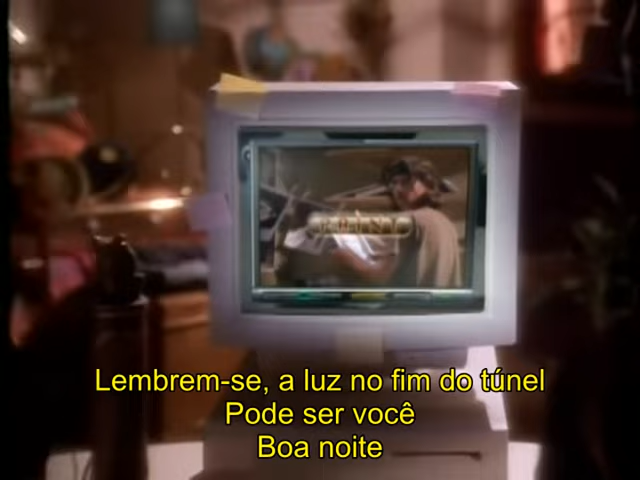 Lembrem-se, a luz no fim do túnel
Pode ser você
Boa noite